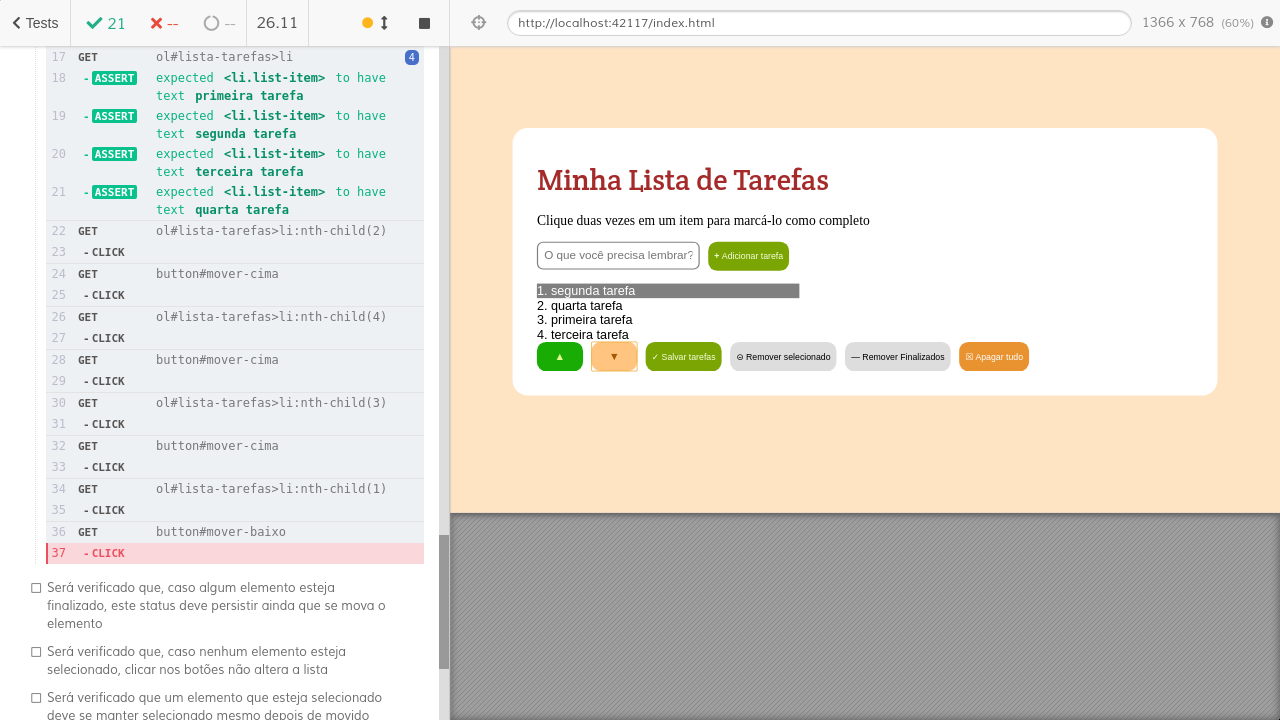 Tests 21 -- -- 26.11
http://localhost:42117/index.html 1366 x 768 (60%)
17 GET ol#lista-tarefas>li 4
18 -ASSERT expected <li.list-item> to have
text primeira tarefa
19 -ASSERT expected <li.list-item> to have
text segunda tarefa
20 -ASSERT expected <li.list-item> to have
text terceira tarefa
21 -ASSERT expected <li.list-item> to have
text quarta tarefa
22 GET ol#lista-tarefas>li:nth-child(2)
23 -CLICK
24 GET button#mover-cima
25 -CLICK
26 GET ol#lista-tarefas>li:nth-child(4)
27 -CLICK
28 GET button#mover-cima
29 -CLICK
30 GET ol#lista-tarefas>li:nth-child(3)
31 -CLICK
32 GET button#mover-cima
33 -CLICK
34 GET ol#lista-tarefas>li:nth-child(1)
35 -CLICK
36 GET button#mover-baixo
37 -CLICK
Será verificado que, caso algum elemento esteja
finalizado, este status deve persistir ainda que se mova o
elemento
Será verificado que, caso nenhum elemento esteja
selecionado, clicar nos botões não altera a lista
Será verificado que um elemento que esteja selecionado
deve se manter selecionado mesmo depois de movido
Minha Lista de Tarefas
Clique duas vezes em um item para marcá-lo como completo
O que você precisa lembrar? + Adicionar tarefa
1. segunda tarefa
2. quarta tarefa
3. primeira tarefa
4. terceira tarefa
▲ ▼ ✓ Salvar tarefas ⊝ Remover selecionado — Remover Finalizados ☒ Apagar tudo